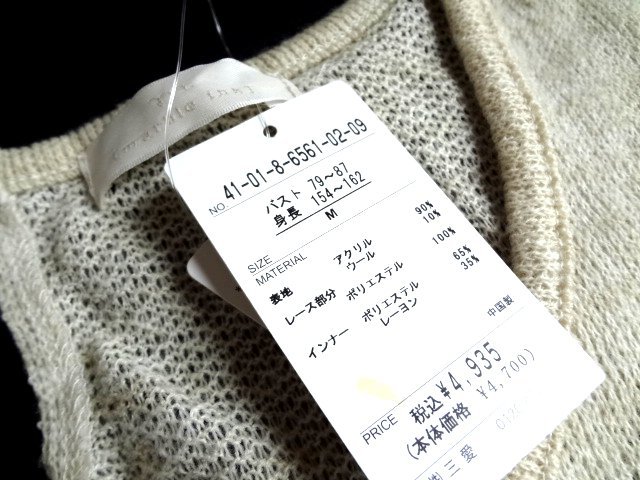 NO. 41-01-8-6561-02-09
バスト 79～87
身長 154～162
SIZE M
MATERIAL
表地 アクリル 90%
ウール 10%
レース部分 ポリエステル 100%
インナー ポリエステル 65%
レーヨン 35%
中国製
PRICE 税込 ¥4,935
(本体価格 ¥4,700)
㈱三愛